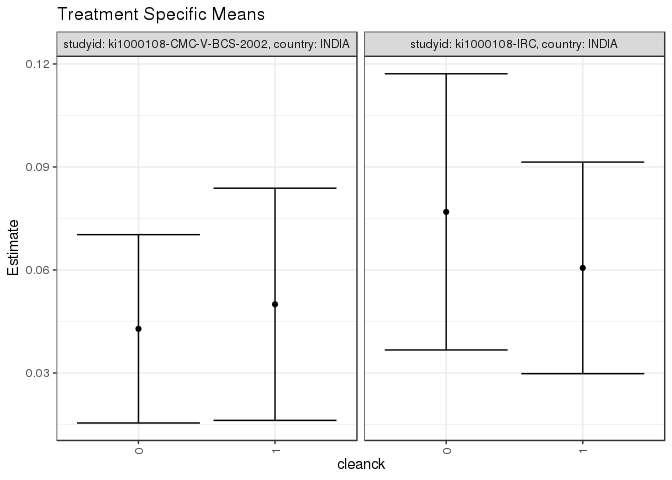 Treatment Specific Means
studyid: ki1000108-CMC-V-BCS-2002, country: INDIA
studyid: ki1000108-IRC, country: INDIA
0.12
0.09
0.06
0.03
Estimate
0
1
0
1
cleanck